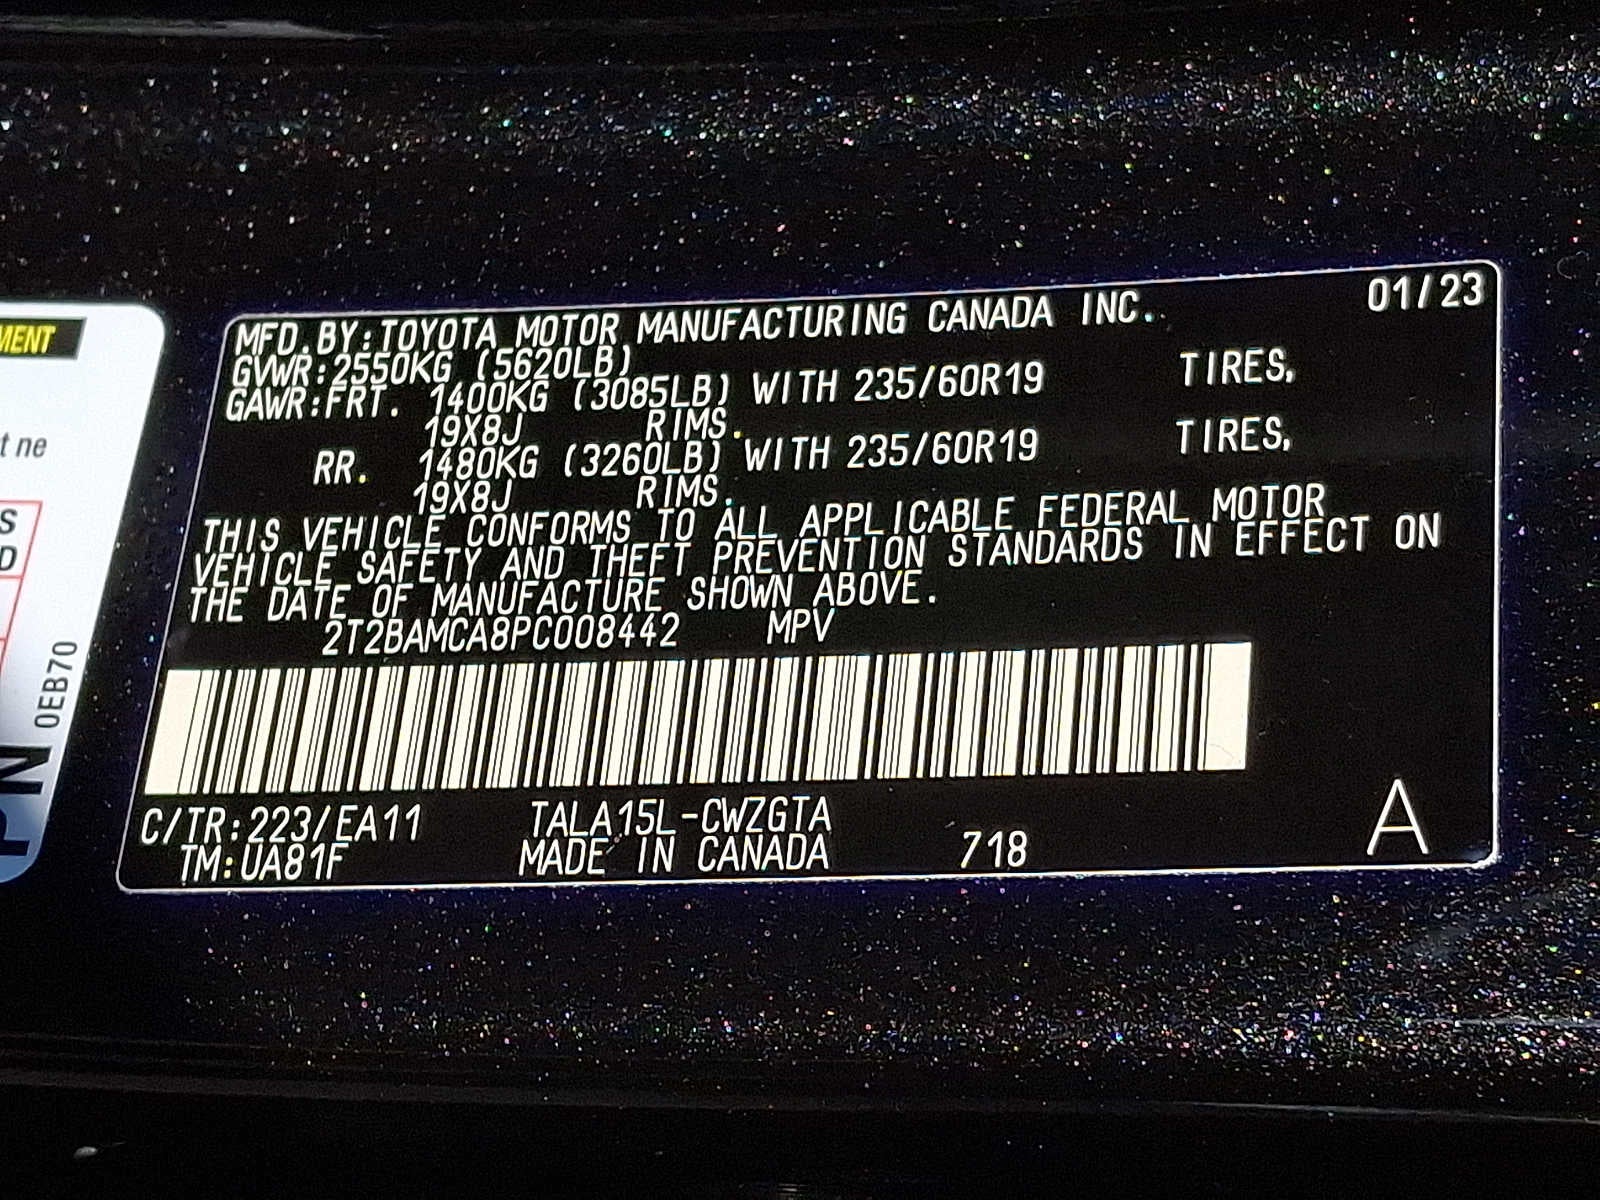 MENT
t ne
S
D
0EB70
PN
MFD.BY:TOYOTA MOTOR MANUFACTURING CANADA INC. 01/23
GVWR:2550KG (5620LB)
GAWR:FRT. 1400KG (3085LB) WITH 235/60R19 TIRES,
19X8J RIMS.
RR. 1480KG (3260LB) WITH 235/60R19 TIRES,
19X8J RIMS.
THIS VEHICLE CONFORMS TO ALL APPLICABLE FEDERAL MOTOR
VEHICLE SAFETY AND THEFT PREVENTION STANDARDS IN EFFECT ON
THE DATE OF MANUFACTURE SHOWN ABOVE.
2T2BAMCA8PC008442 MPV
C/TR:223/EA11 TALA15L-CWZGTA
TM:UA81F MADE IN CANADA 718 A